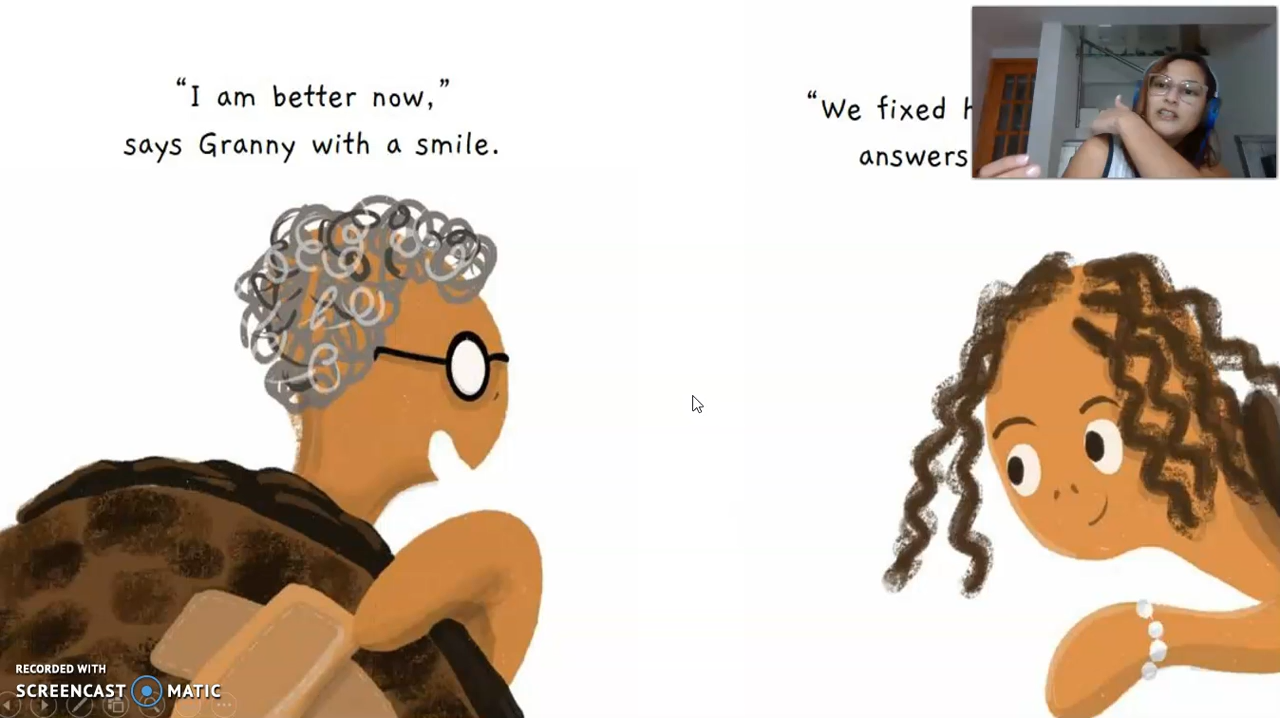 “I am better now,”
says Granny with a smile.
“We fixed
answers
RECORDED WITH
SCREENCAST MATIC